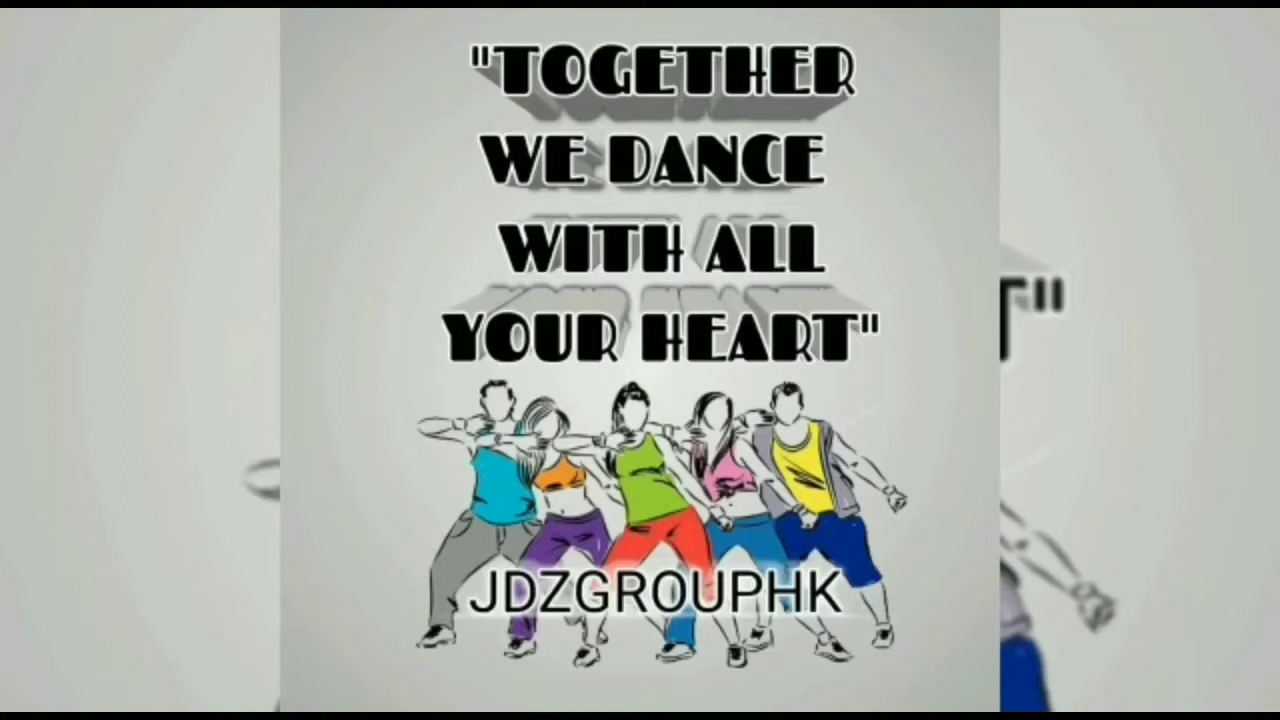 "TOGETHER
WE DANCE
WITH ALL
YOUR HEART"
JDZGROUPHK